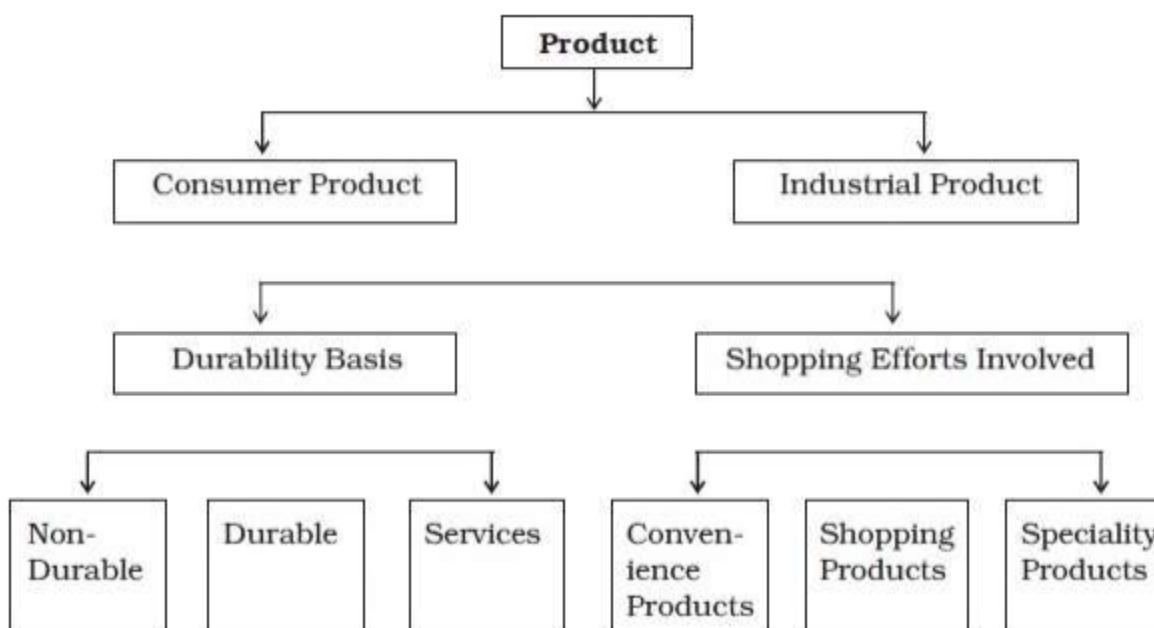 Product
Consumer Product
Industrial Product
Durability Basis
Shopping Efforts Involved
Non-
Durable
Durable
Services
Conven-
ience
Products
Shopping
Products
Speciality
Products